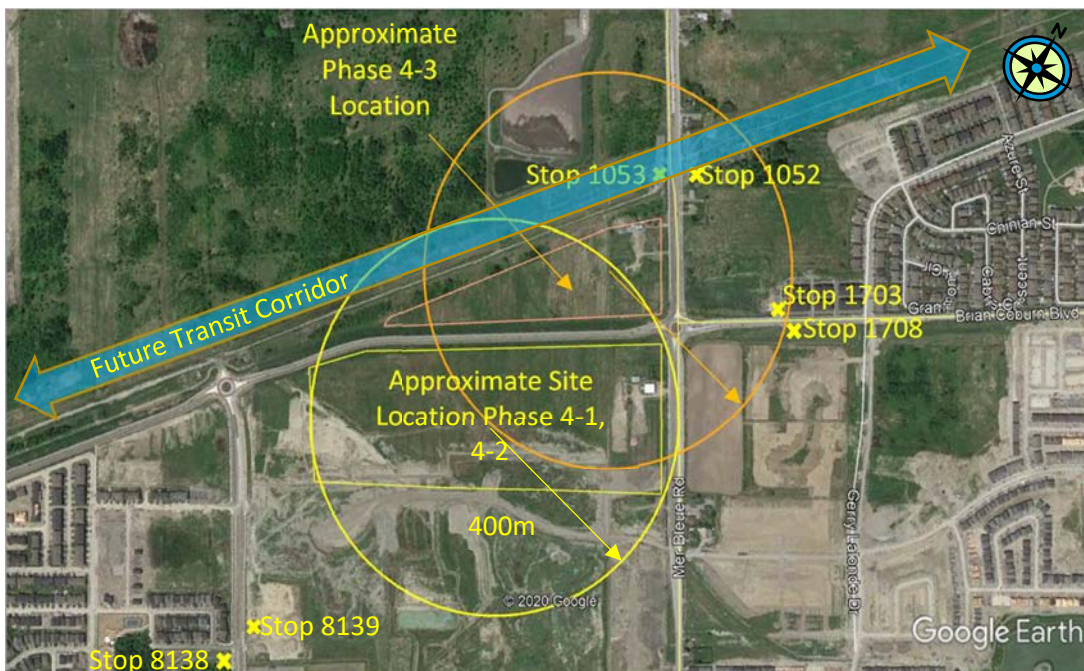 Approximate
Phase 4-3
Location
N
Stop 1053
Stop 1052
Azure St
Chinian St
Stop 1703
Brian Coburn Blvd
Stop 1708
Future Transit Corridor
Approximate Site
Location Phase 4-1,
4-2
400m
Mer Bleue Rd
Gerry Lalonde Dr
© 2020 Google
Stop 8139
Stop 8138
Google Earth